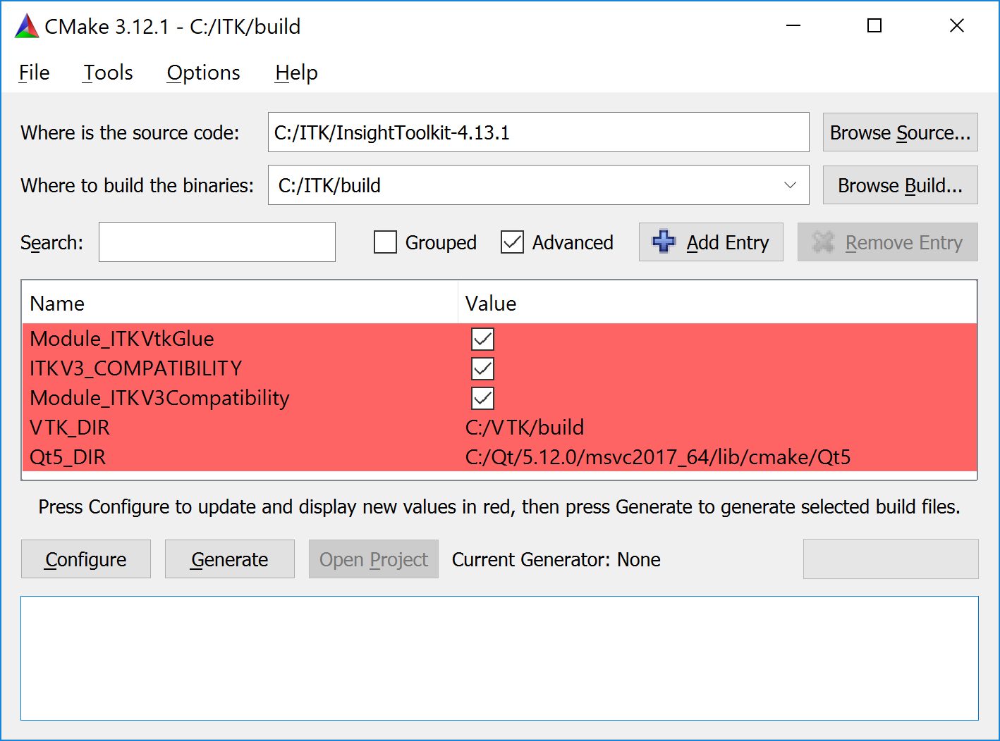 CMake 3.12.1 - C:/ITK/build
File Tools Options Help
Where is the source code: C:/ITK/InsightToolkit-4.13.1 Browse Source...
Where to build the binaries: C:/ITK/build Browse Build...
Search: Grouped Advanced Add Entry Remove Entry
Name Value
Module_ITKVtkGlue
ITKV3_COMPATIBILITY
Module_ITKV3Compatibility
VTK_DIR C:/VTK/build
Qt5_DIR C:/Qt/5.12.0/msvc2017_64/lib/cmake/Qt5
Press Configure to update and display new values in red, then press Generate to generate selected build files.
Configure Generate Open Project Current Generator: None